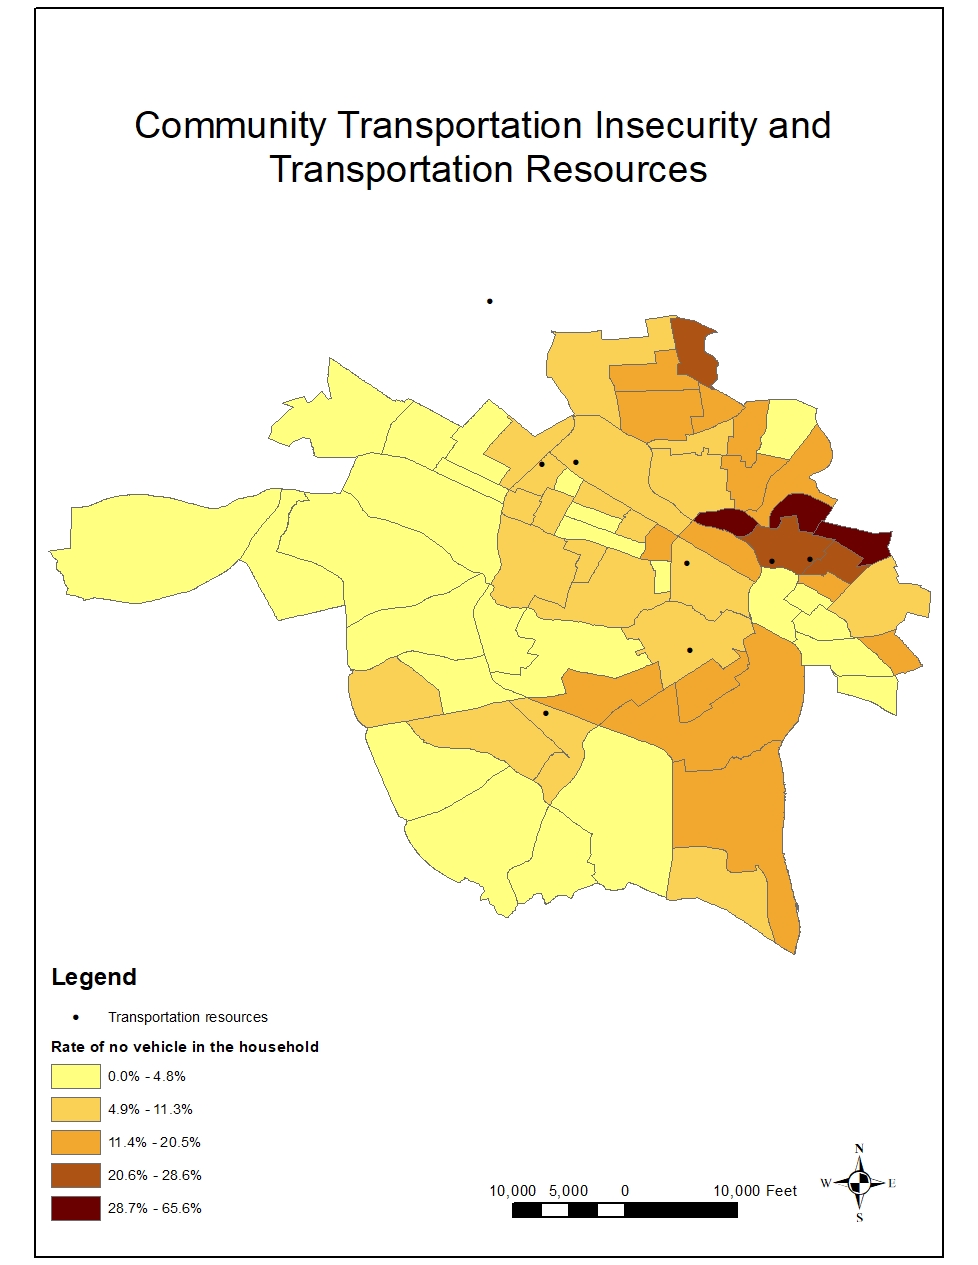 Community Transportation Insecurity and
Transportation Resources
Legend
Transportation resources
Rate of no vehicle in the household
0.0% - 4.8%
4.9% - 11.3%
11.4% - 20.5%
20.6% - 28.6%
28.7% - 65.6%
10,000 5,000 0 10,000 Feet
N
W E
S